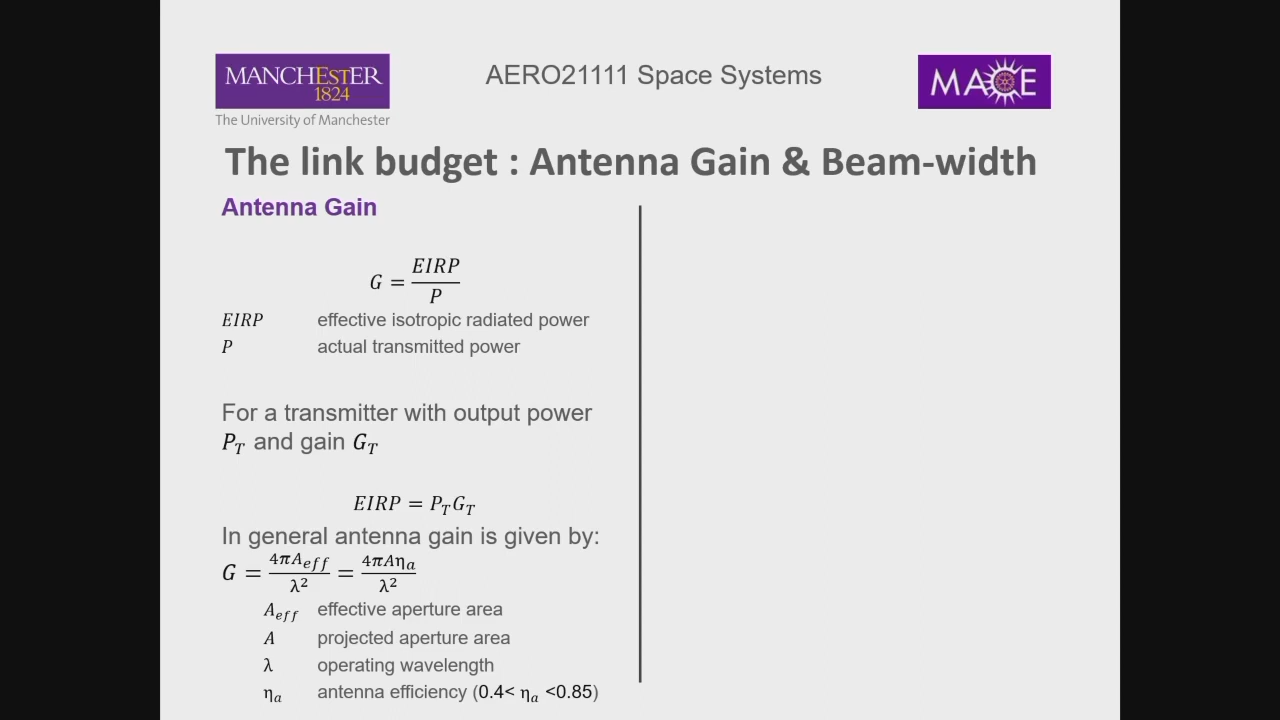 MANCHEstER
1824
The University of Manchester
AERO21111 Space Systems
MACE
The link budget : Antenna Gain & Beam-width
Antenna Gain
G = EIRP / P
EIRP effective isotropic radiated power
P actual transmitted power
For a transmitter with output power
P_T and gain G_T
EIRP = P_T G_T
In general antenna gain is given by:
G = 4πA_eff / λ² = 4πAη_a / λ²
A_eff effective aperture area
A projected aperture area
λ operating wavelength
η_a antenna efficiency (0.4< η_a <0.85)